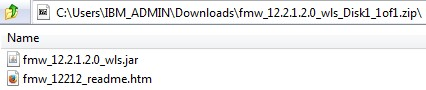 C:\Users\IBM_ADMIN\Downloads\fmw_12.2.1.2.0_wls_Disk1_1of1.zip\
Name
fmw_12.2.1.2.0_wls.jar
fmw_12212_readme.htm